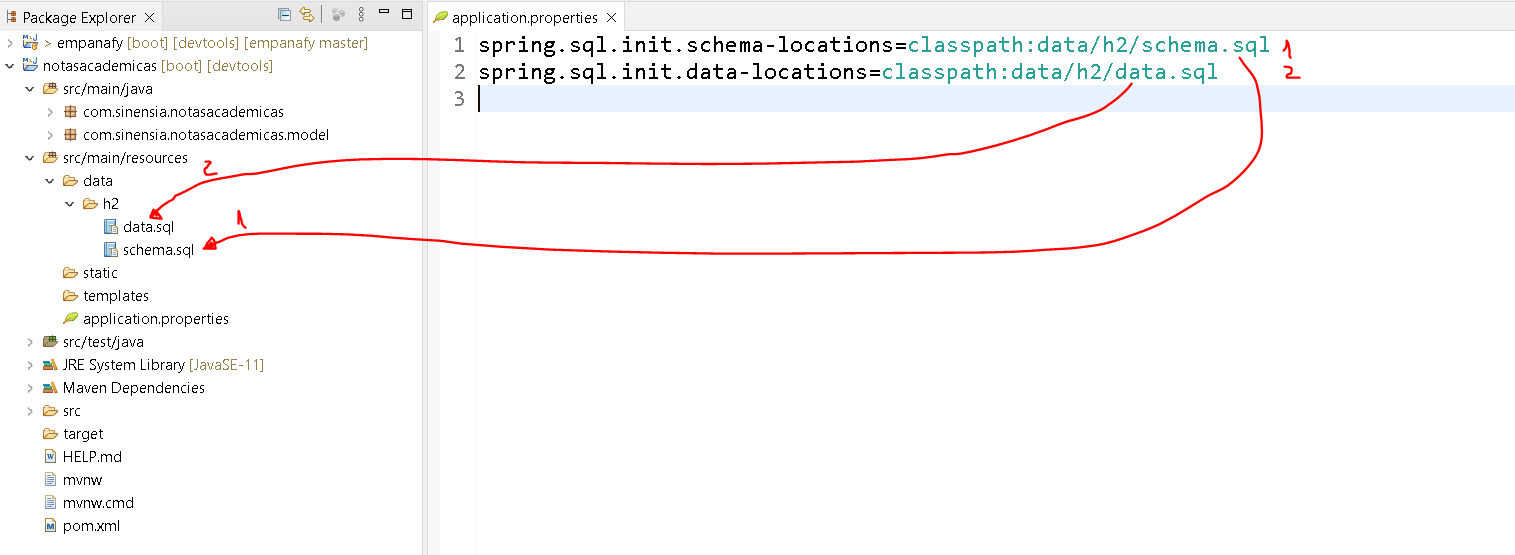 Package Explorer
> empanafy [boot] [devtools] [empanafy master]
notasacademicas [boot] [devtools]
src/main/java
com.sinensia.notasacademicas
com.sinensia.notasacademicas.model
src/main/resources
data
h2
data.sql
schema.sql
static
templates
application.properties
src/test/java
JRE System Library [JavaSE-11]
Maven Dependencies
src
target
HELP.md
mvnw
mvnw.cmd
pom.xml
application.properties
1 spring.sql.init.schema-locations=classpath:data/h2/schema.sql 1
2 spring.sql.init.data-locations=classpath:data/h2/data.sql 2
3
2
1